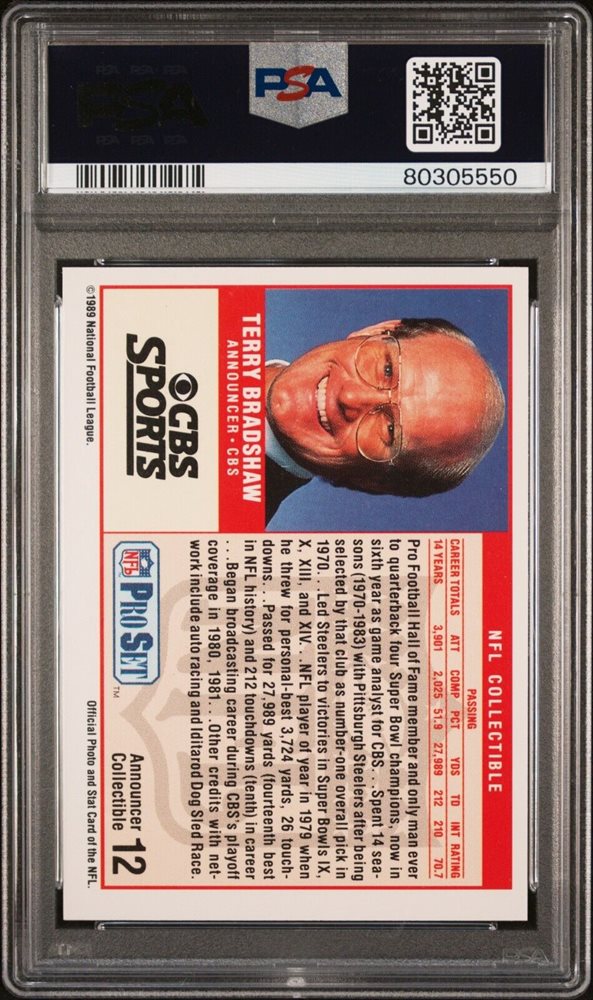 PSA
80305550
NFL COLLECTIBLE
PASSING
CAREER TOTALS ATT COMP PCT YDS TD INT RATING
14 YEARS 3,901 2,025 51.9 27,989 212 210 70.7
Pro Football Hall of Fame member and only man ever
to quarterback four Super Bowl champions, now in
sixth year as game analyst for CBS. . .Spent 14 sea-
sons (1970-1983) with Pittsburgh Steelers after being
selected by that club as number-one overall pick in
1970. . .Led Steelers to victories in Super Bowls IX,
X, XIII, and XIV. . .NFL player of year in 1979 when
he threw for personal-best 3,724 yards, 26 touch-
downs. . .Passed for 27,989 yards (fourteenth best
in NFL history) and 212 touchdowns (tenth) in career
. . .Began broadcasting career during CBS's playoff
coverage in 1980, 1981. . .Other credits with net-
work include auto racing and Iditarod Dog Sled Race.
TERRY BRADSHAW
ANNOUNCER • CBS
CBS
SPORTS
NFL PRO SET TM
Announcer
Collectible 12
©1989 National Football League.
Official Photo and Stat Card of the NFL.